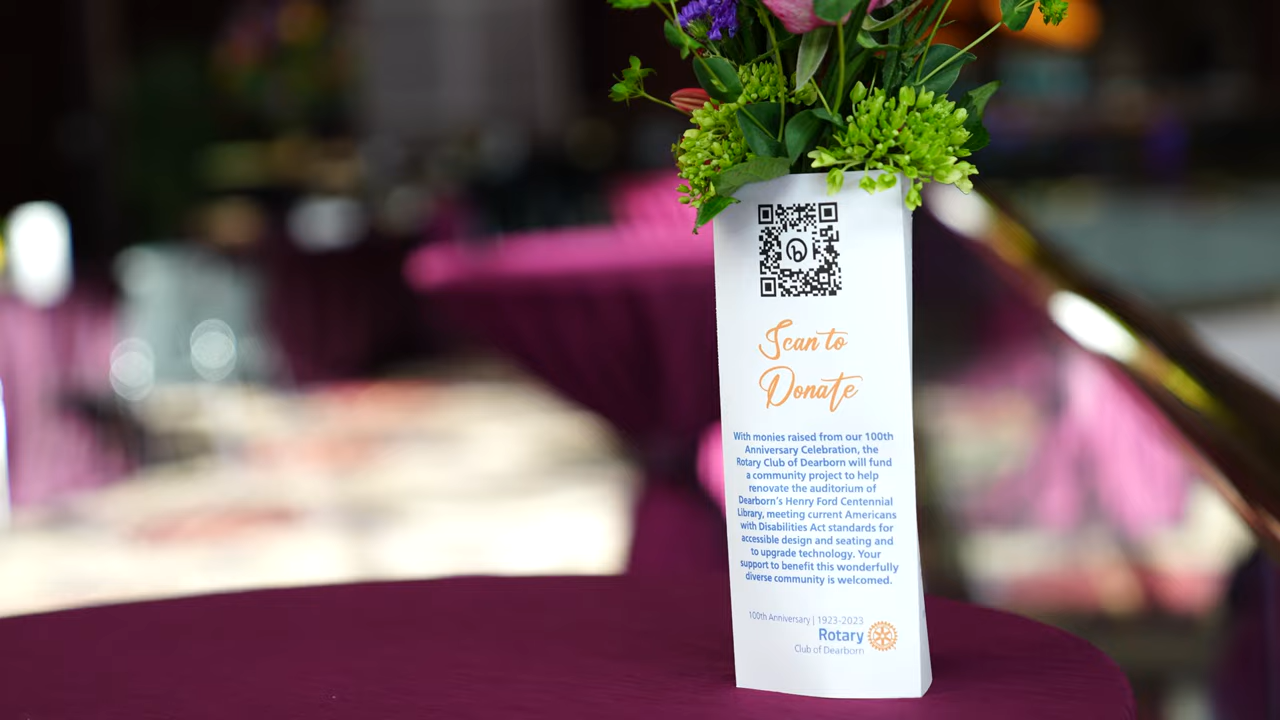 Scan to
Donate
With monies raised from our 100th
Anniversary Celebration, the
Rotary Club of Dearborn will fund
a community project to help
renovate the auditorium of
Dearborn's Henry Ford Centennial
Library, meeting current Americans
with Disabilities Act standards for
accessible design and seating and
to upgrade technology. Your
support to benefit this wonderfully
diverse community is welcomed.
100th Anniversary | 1923-2023
Rotary
Club of Dearborn